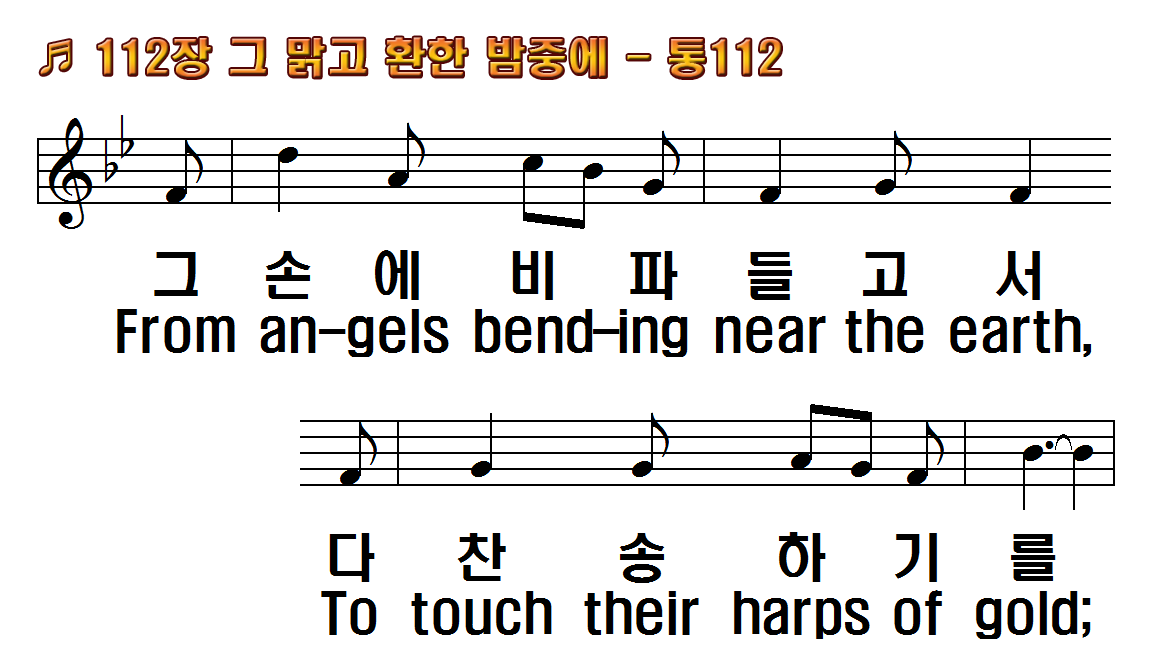 ♬ 112장 그 맑고 환한 밤중에 - 통112
그 손 에 비 파 들 고 서
From an-gels bend-ing near the earth,
다 찬 송 하 기 를
To touch their harps of gold;